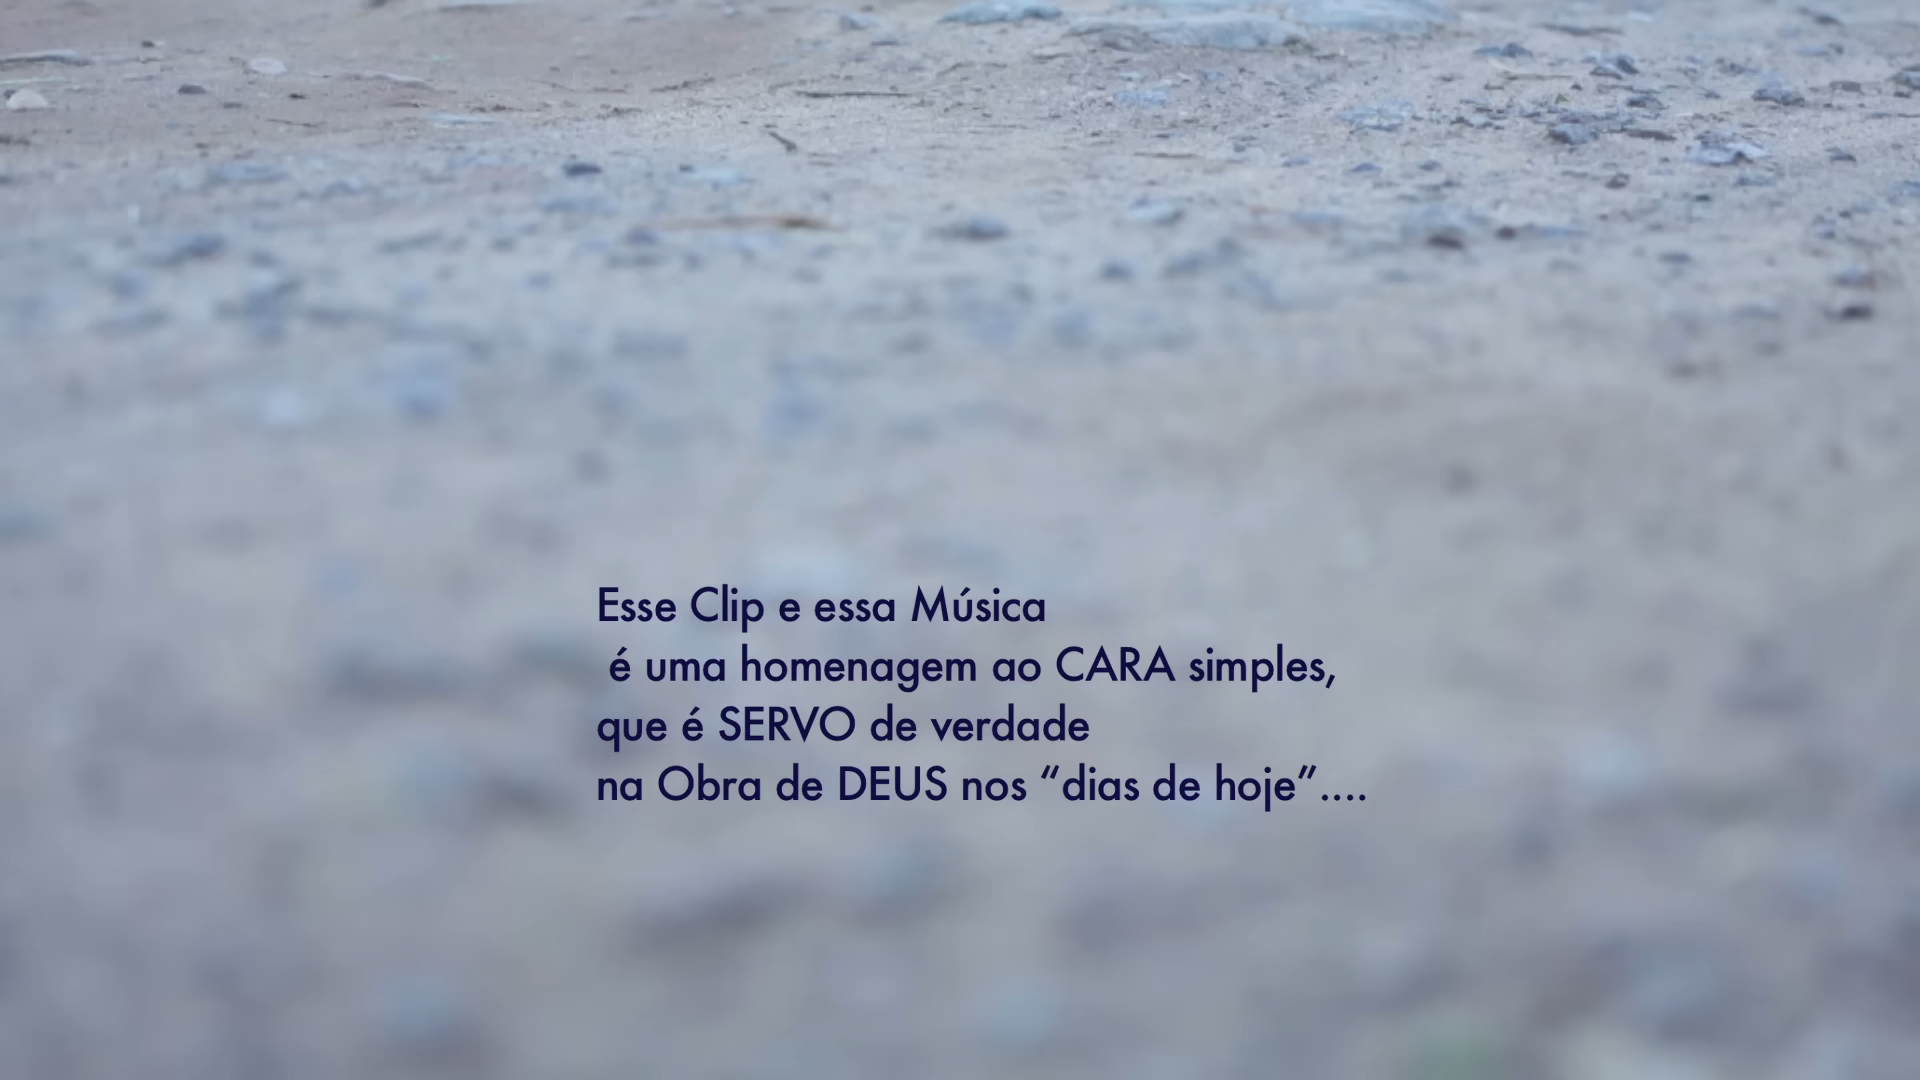 Esse Clip e essa Música
é uma homenagem ao CARA simples,
que é SERVO de verdade
na Obra de DEUS nos “dias de hoje”....